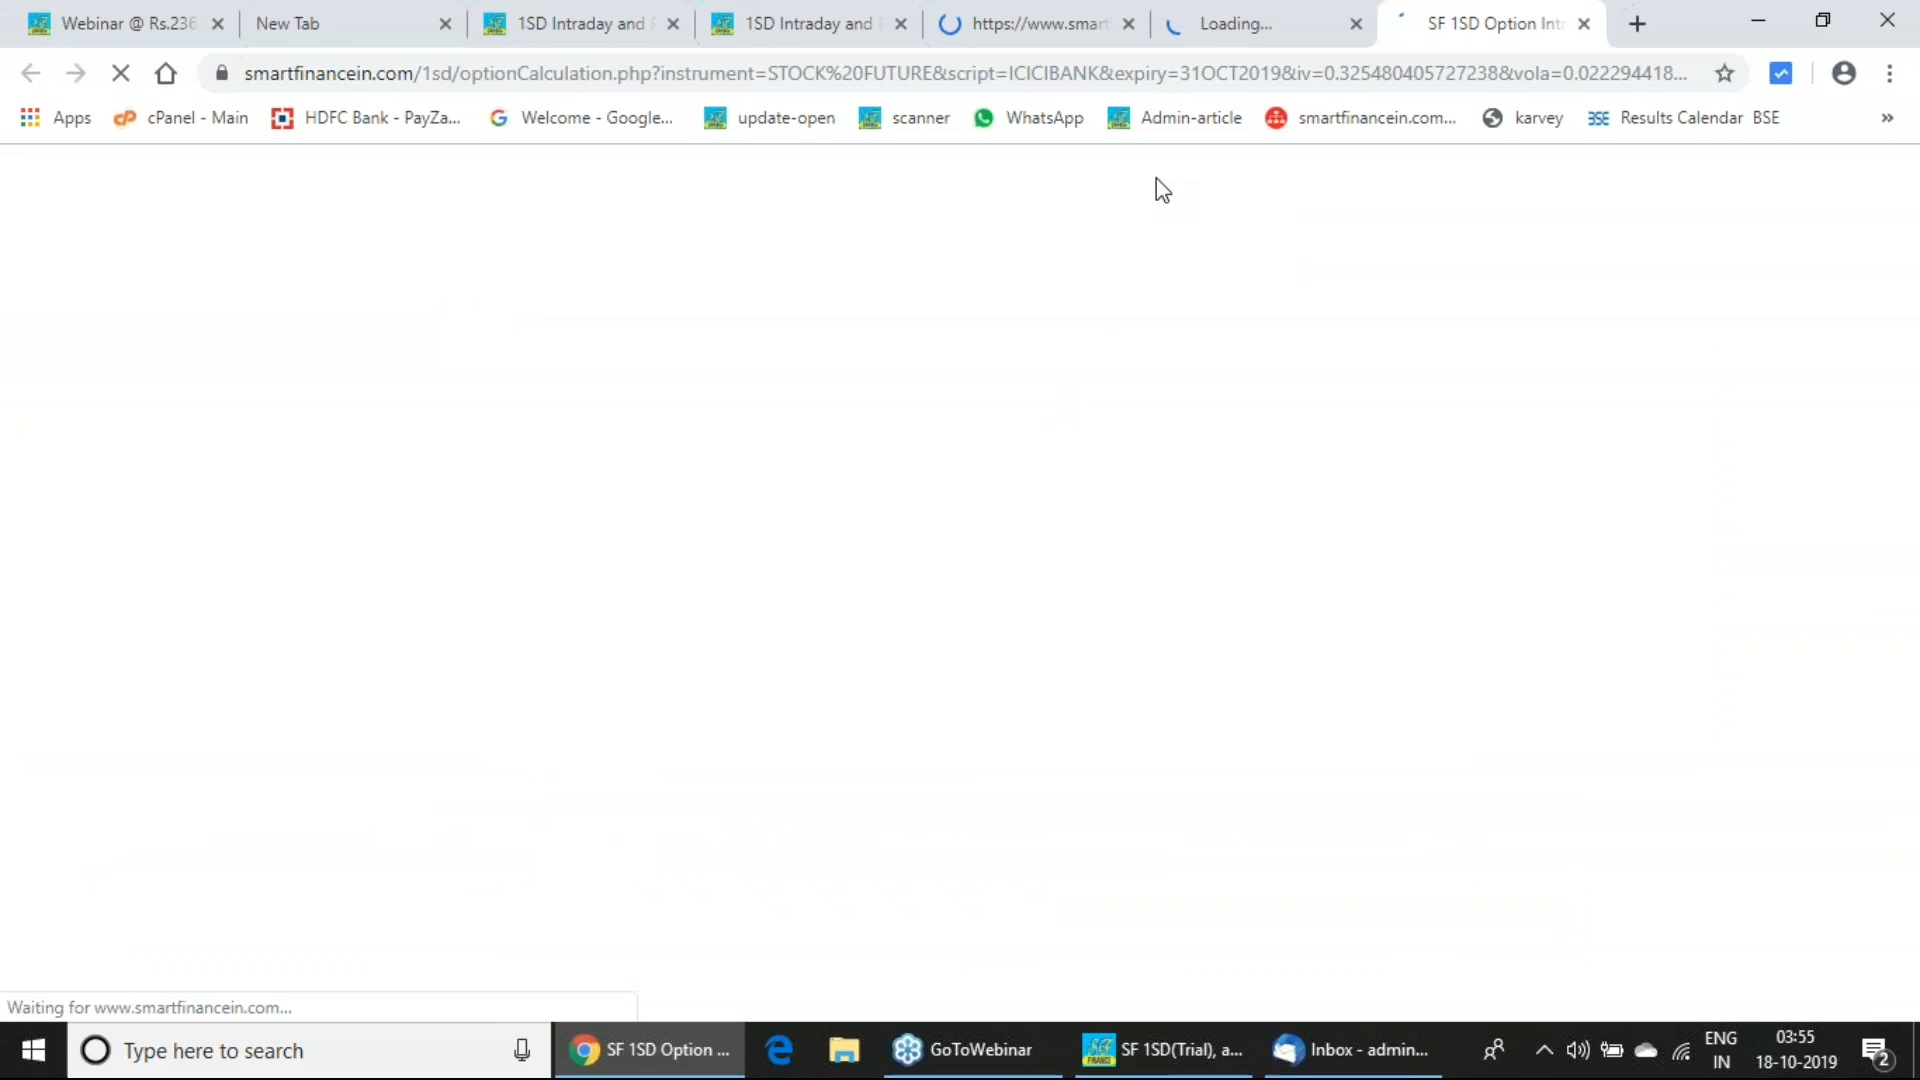 Webinar @ Rs.236
New Tab
1SD Intraday and
1SD Intraday and
https://www.smar
Loading...
SF 1SD Option Int
smartfinancein.com/1sd/optionCalculation.php?instrument=STOCK%20FUTURE&script=ICICIBANK&expiry=31OCT2019&iv=0.325480405727238&vola=0.022294418...
Apps
cPanel - Main
HDFC Bank - PayZa...
Welcome - Google...
update-open
scanner
WhatsApp
Admin-article
smartfinancein.com...
karvey
BSE Results Calendar BSE
»
Waiting for www.smartfinancein.com...
Type here to search
SF 1SD Option ...
GoToWebinar
SF 1SD(Trial), a...
Inbox - admin...
ENG
IN
03:55
18-10-2019
2